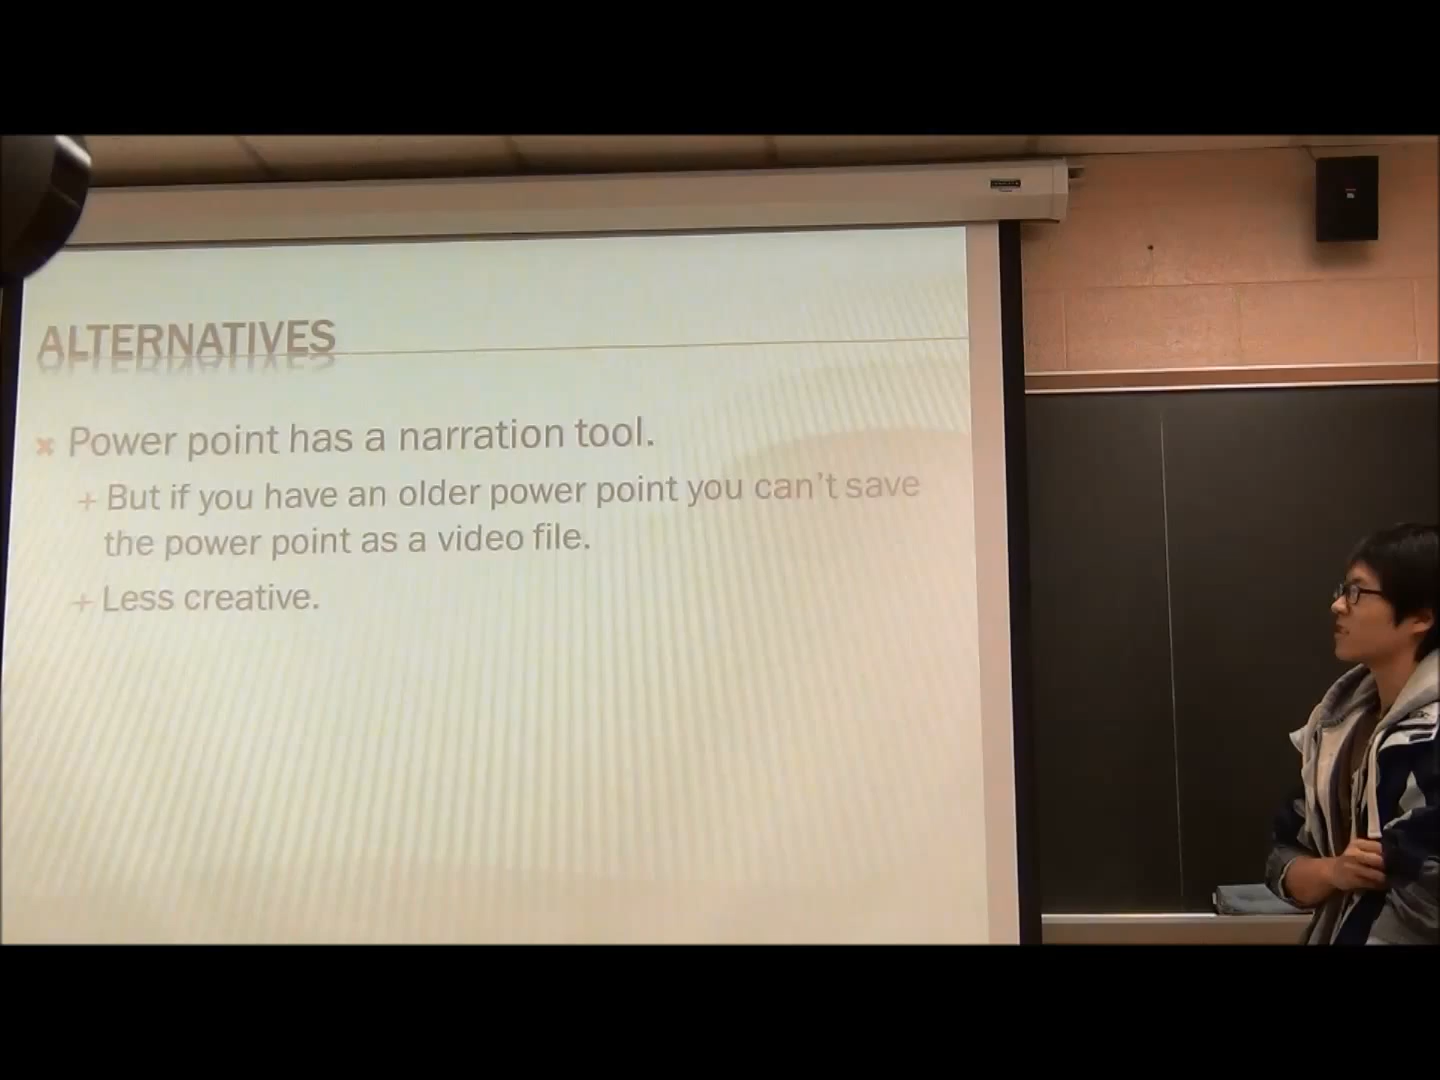 ALTERNATIVES
Power point has a narration tool.
But if you have an older power point you can't save
the power point as a video file.
Less creative.